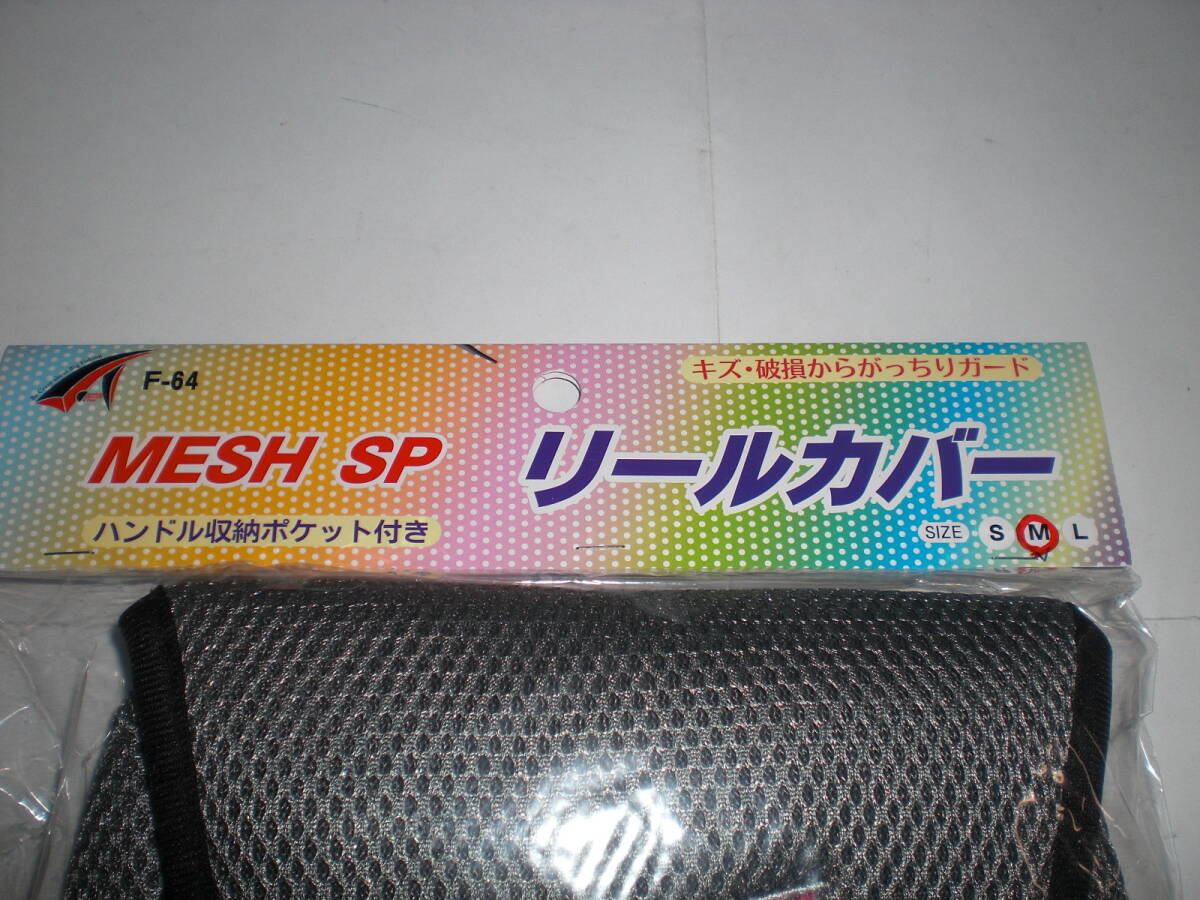 F-64
キズ・破損からがっちりガード
MESH SP
リールカバー
ハンドル収納ポケット付き
SIZE S M L